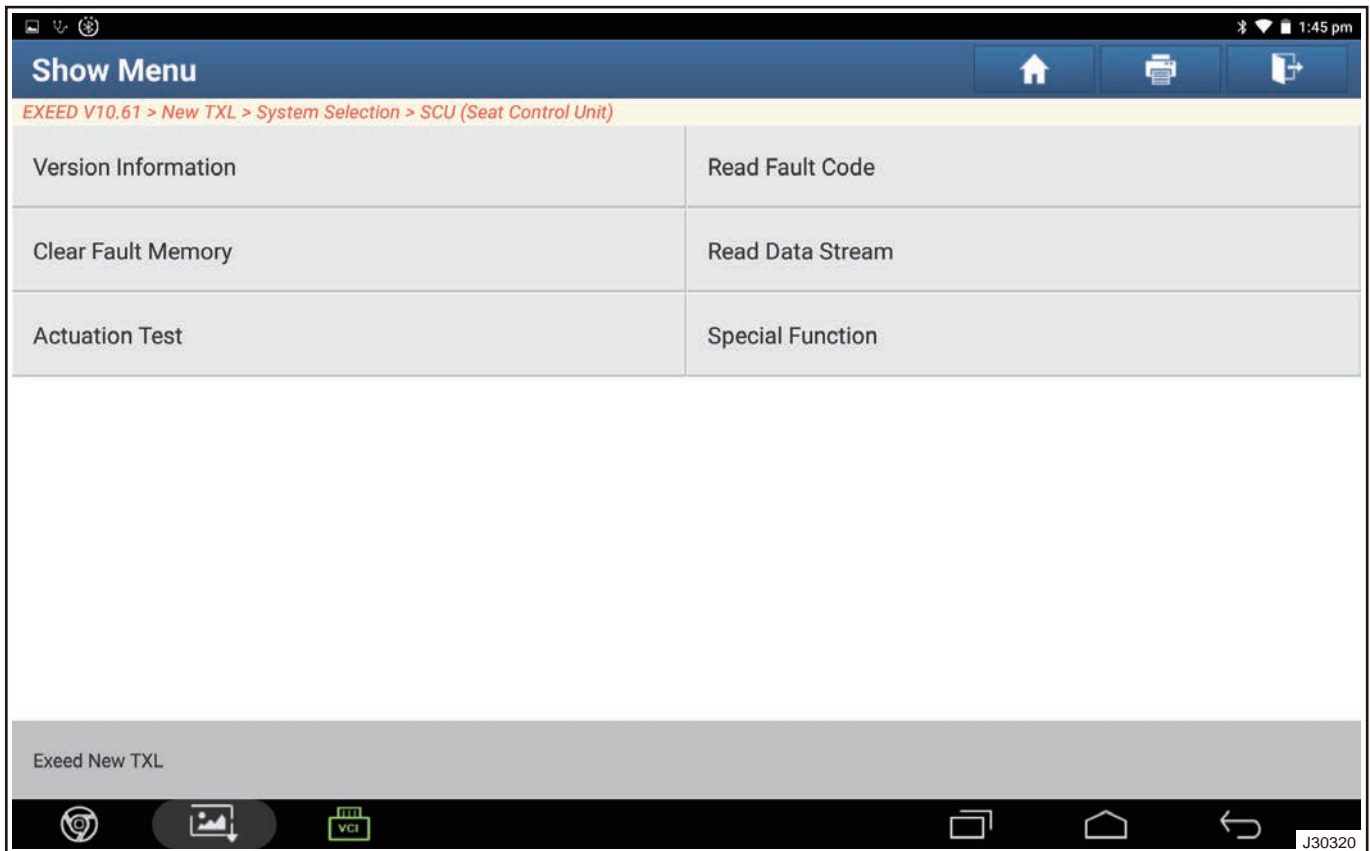 1:45 pm
Show Menu
EXEED V10.61 > New TXL > System Selection > SCU (Seat Control Unit)
Version Information
Read Fault Code
Clear Fault Memory
Read Data Stream
Actuation Test
Special Function
Exeed New TXL
VCI
J30320